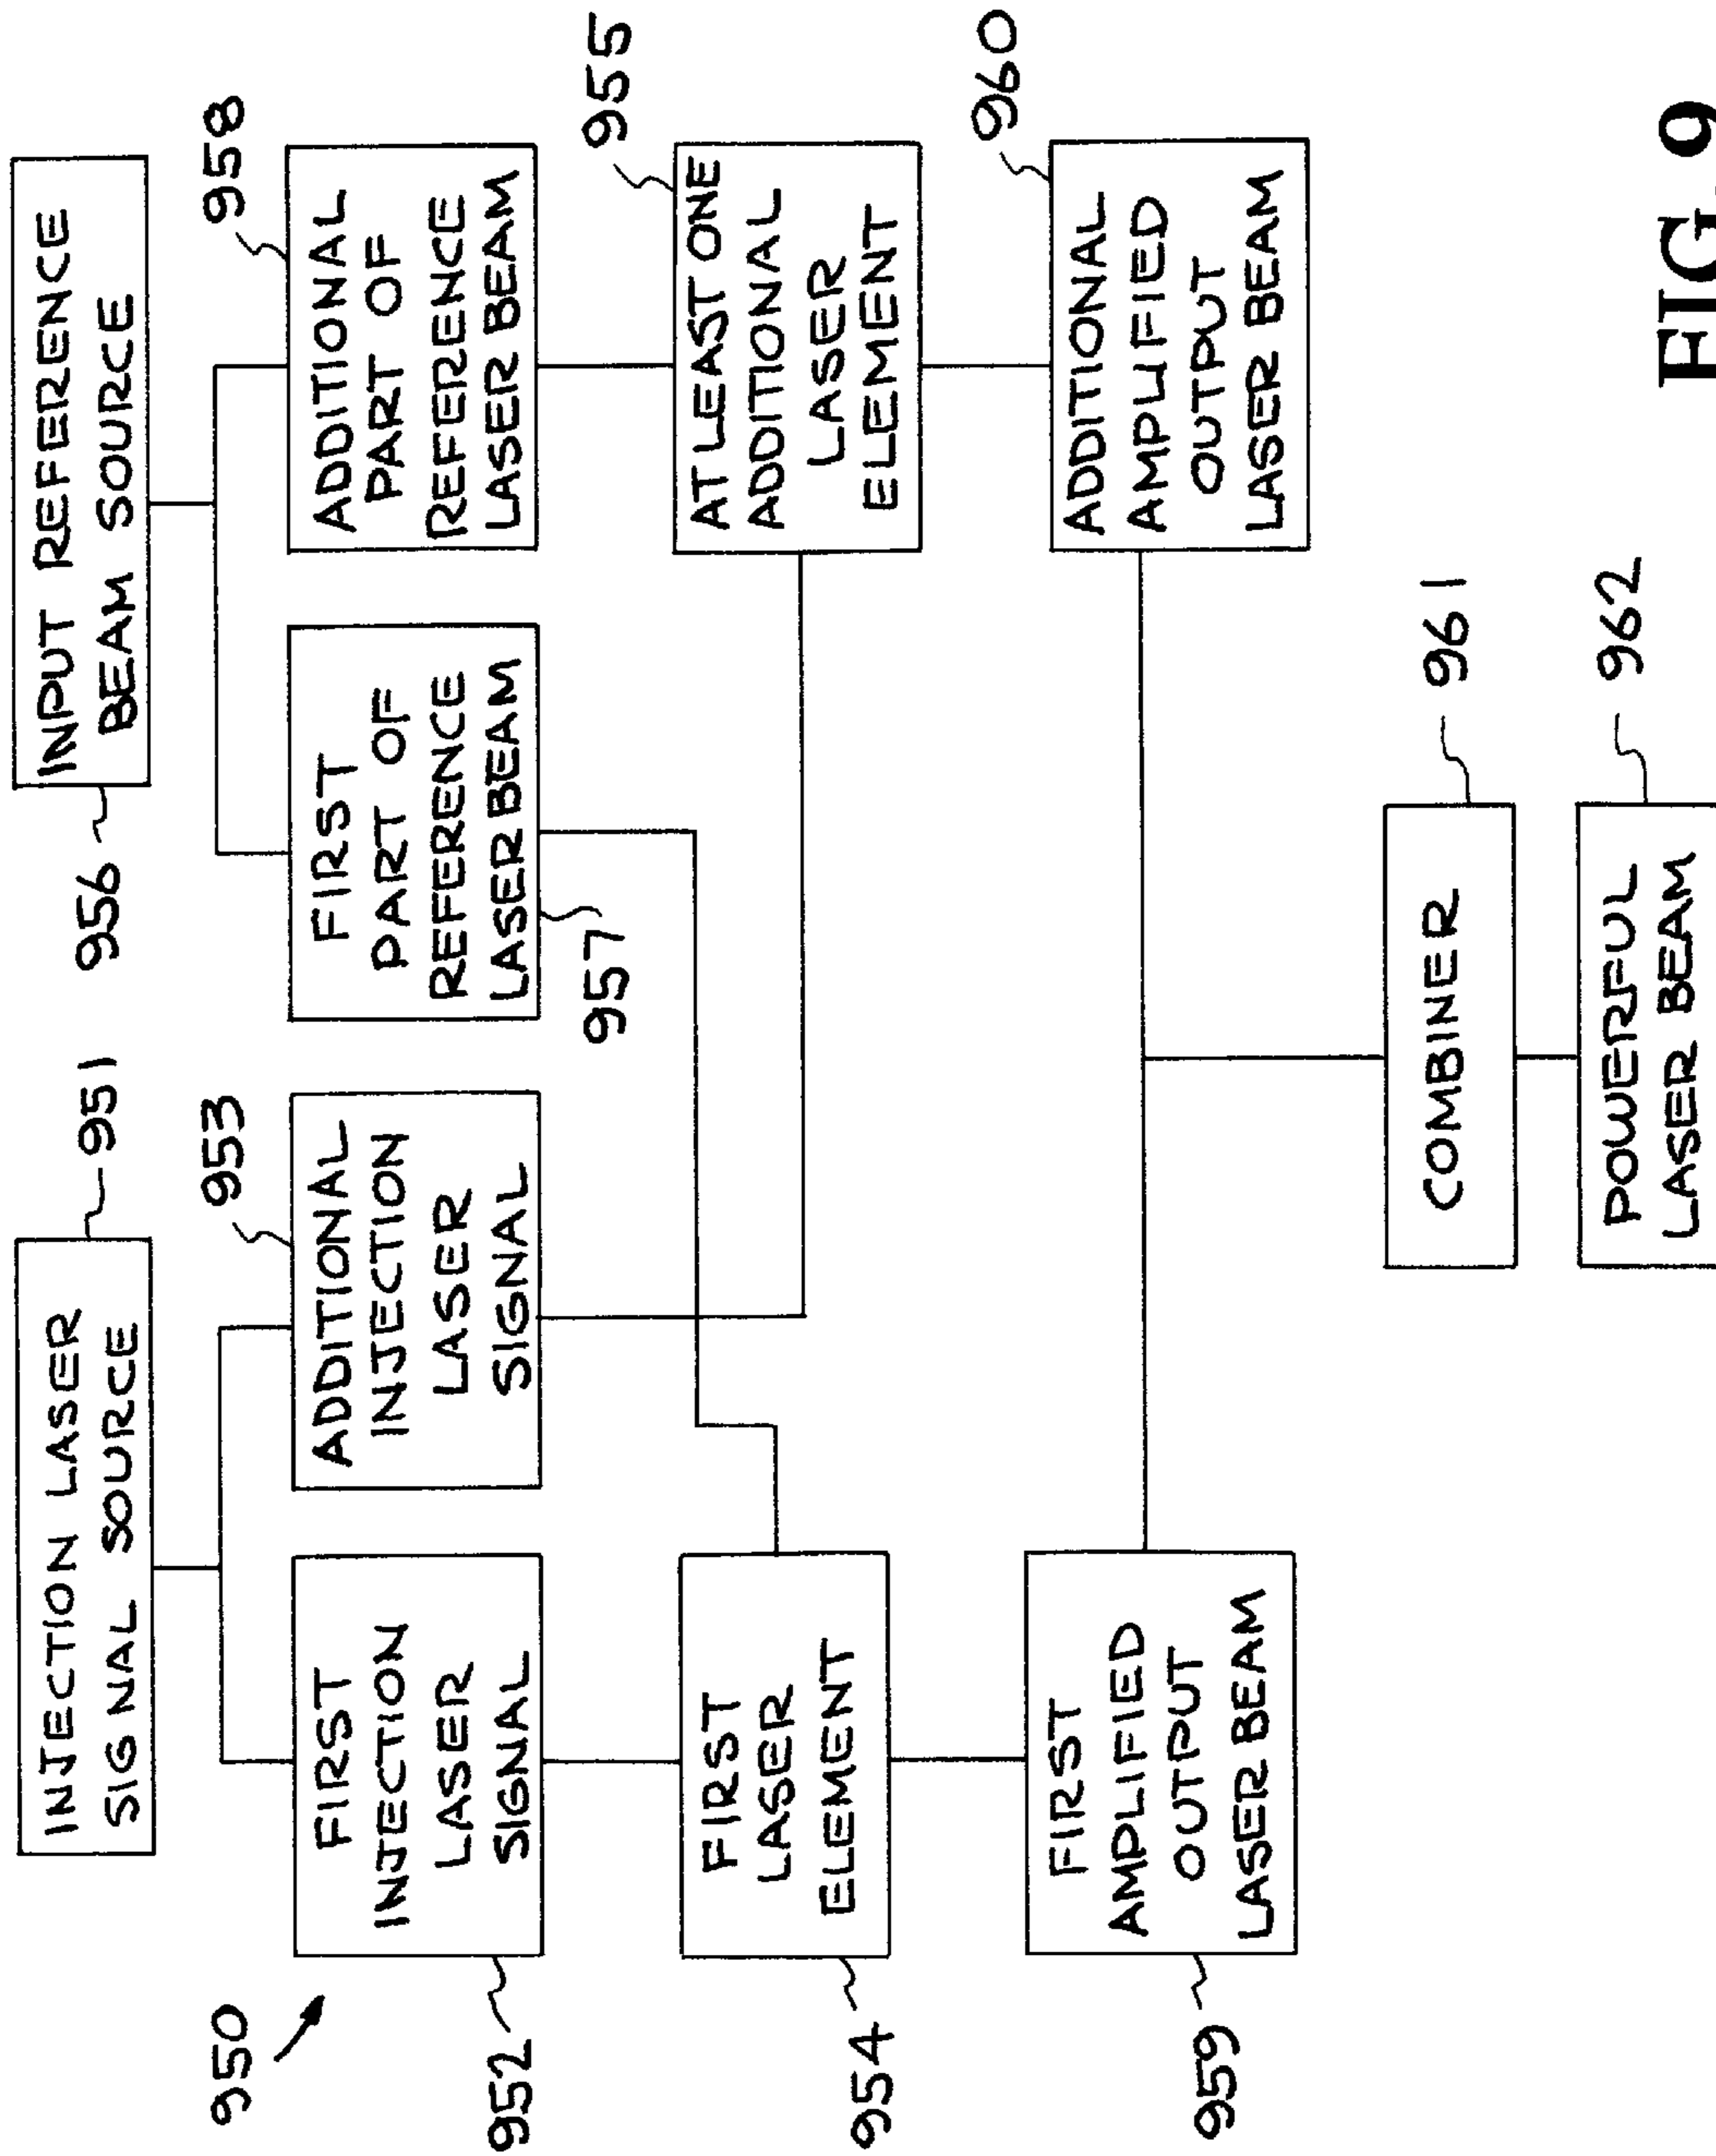 950
INJECTION LASER
SIGNAL SOURCE
951
INPUT REFERENCE
BEAM SOURCE
956
FIRST
INJECTION
LASER
SIGNAL
952
ADDITIONAL
INJECTION
LASER
SIGNAL
953
FIRST
PART OF
REFERENCE
LASER BEAM
957
ADDITIONAL
PART OF
REFERENCE
LASER BEAM
958
FIRST
LASER
ELEMENT
954
AT LEAST ONE
ADDITIONAL
LASER
ELEMENT
955
FIRST
AMPLIFIED
OUTPUT
LASER BEAM
959
ADDITIONAL
AMPLIFIED
OUTPUT
LASER BEAM
960
COMBINER
961
POWERFUL
LASER BEAM
962
FIG. 9